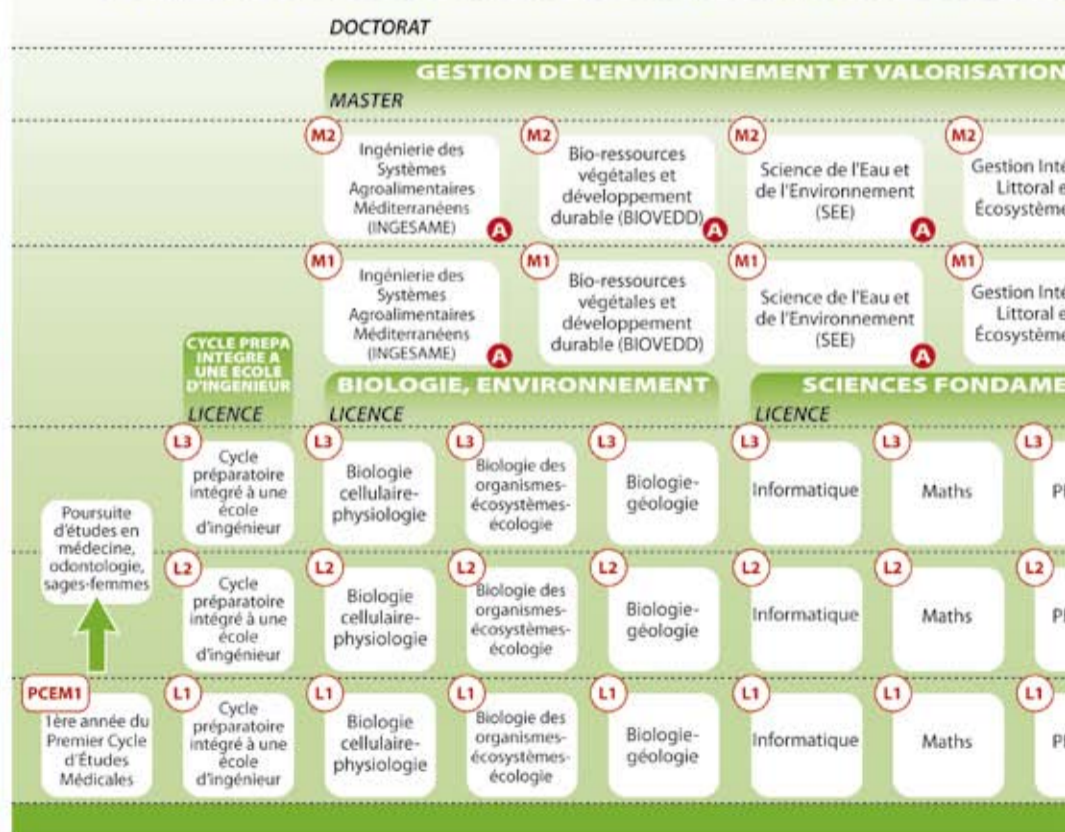 DOCTORAT
GESTION DE L'ENVIRONNEMENT ET VALORISATION
MASTER
M2
Ingénierie des
Systèmes
Agroalimentaires
Méditerranéens
(INGESAME)
A
M2
Bio-ressources
végétales et
développement
durable (BIOVEDD)
A
M2
Science de l'Eau et
de l'Environnement
(SEE)
A
M2
Gestion
Littoral
M1
Ingénierie des
Systèmes
Agroalimentaires
Méditerranéens
(INGESAME)
A
M1
Bio-ressources
végétales et
développement
durable (BIOVEDD)
M1
Science de l'Eau et
de l'Environnement
(SEE)
A
M1
Gestion
Littoral
CYCLE PREPA
INTEGRE A
UNE ECOLE
D'INGENIEUR
LICENCE
BIOLOGIE, ENVIRONNEMENT
LICENCE
SCIENCES
LICENCE
L3
Cycle
préparatoire
intégré à une
école
d'ingénieur
L3
Biologie
cellulaire-
physiologie
L3
Biologie des
organismes-
écosystèmes-
écologie
L3
Biologie-
géologie
L3
Informatique
L3
Maths
L3
Poursuite
d'études en
médecine,
odontologie,
sages-femmes
L2
Cycle
préparatoire
intégré à une
école
d'ingénieur
L2
Biologie
cellulaire-
physiologie
L2
Biologie des
organismes-
écosystèmes-
écologie
L2
Biologie-
géologie
L2
Informatique
L2
Maths
L2
PCEM1
1ère année du
Premier Cycle
d'Études
Médicales
L1
Cycle
préparatoire
intégré à une
école
d'ingénieur
L1
Biologie
cellulaire-
physiologie
L1
Biologie des
organismes-
écosystèmes-
écologie
L1
Biologie-
géologie
L1
Informatique
L1
Maths
L1